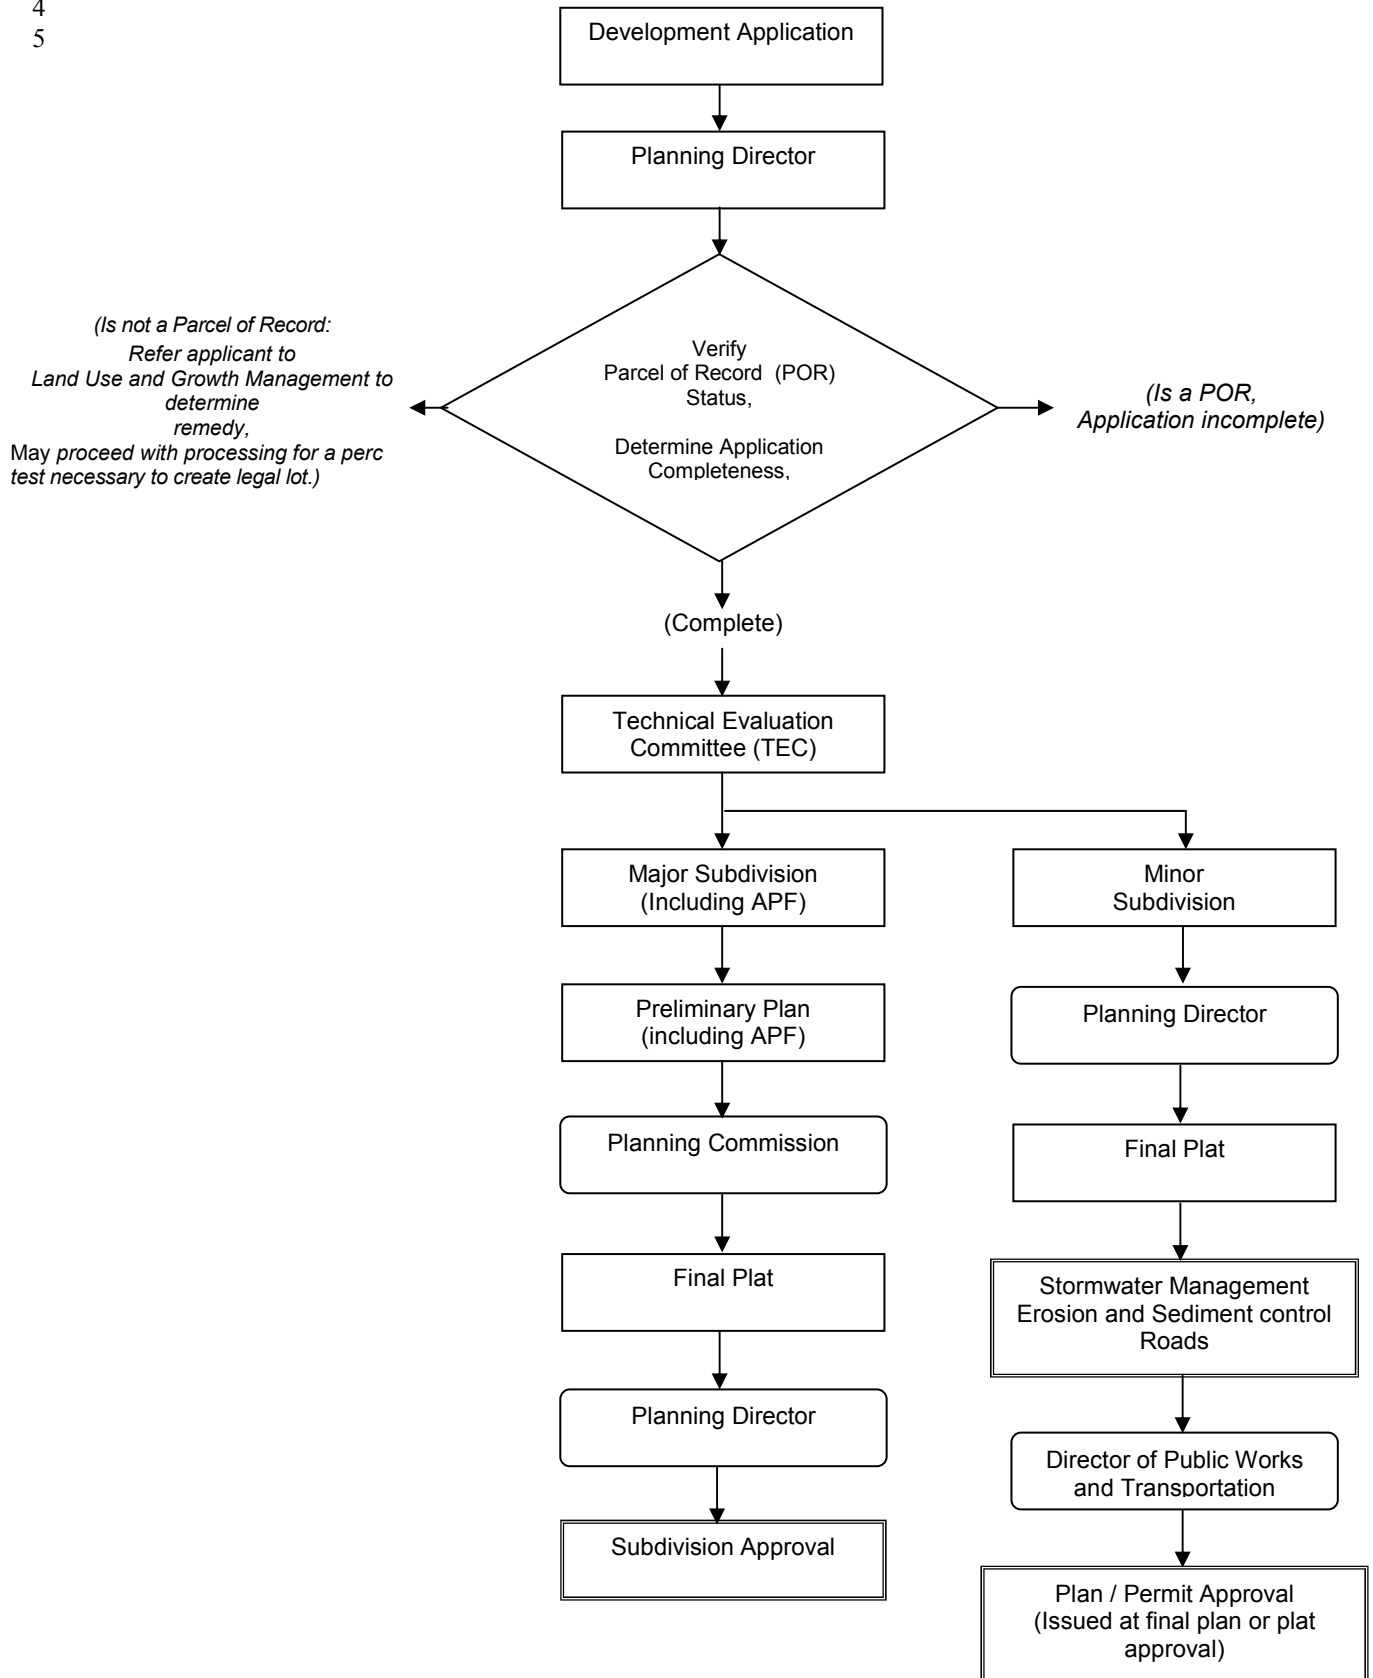 4
5
Development Application
Planning Director
(Is not a Parcel of Record:
Refer applicant to
Land Use and Growth Management to
determine
remedy,
May proceed with processing for a perc
test necessary to create legal lot.)
Verify
Parcel of Record (POR)
Status,
Determine Application
Completeness,
(Is a POR,
Application incomplete)
(Complete)
Technical Evaluation
Committee (TEC)
Major Subdivision
(Including APF)
Minor
Subdivision
Preliminary Plan
(including APF)
Planning Director
Planning Commission
Final Plat
Final Plat
Stormwater Management
Erosion and Sediment control
Roads
Planning Director
Director of Public Works
and Transportation
Subdivision Approval
Plan / Permit Approval
(Issued at final plan or plat
approval)